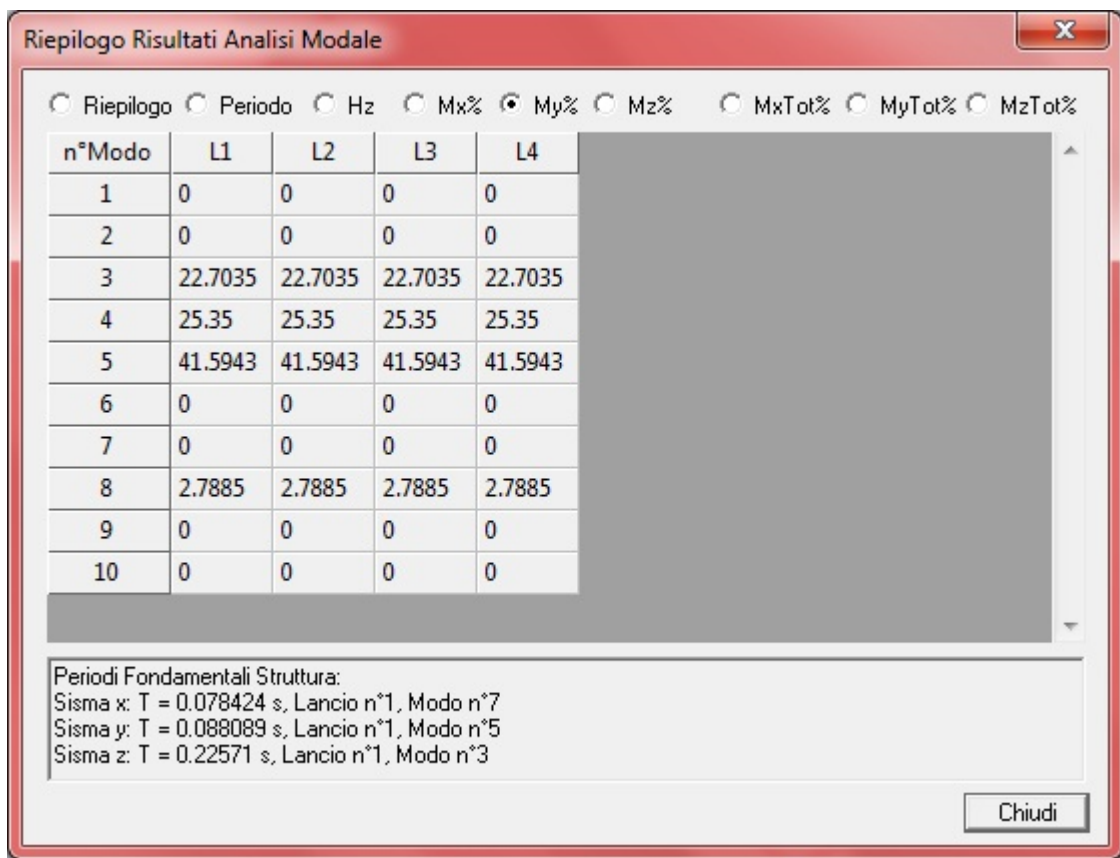 Riepilogo Risultati Analisi Modale
Riepilogo Periodo Hz Mx% My% Mz% MxTot% MyTot% MzTot%
n°Modo L1 L2 L3 L4
1 0 0 0 0
2 0 0 0 0
3 22.7035 22.7035 22.7035 22.7035
4 25.35 25.35 25.35 25.35
5 41.5943 41.5943 41.5943 41.5943
6 0 0 0 0
7 0 0 0 0
8 2.7885 2.7885 2.7885 2.7885
9 0 0 0 0
10 0 0 0 0
Periodi Fondamentali Struttura:
Sisma x: T = 0.078424 s, Lancio n°1, Modo n°7
Sisma y: T = 0.088089 s, Lancio n°1, Modo n°5
Sisma z: T = 0.22571 s, Lancio n°1, Modo n°3
Chiudi